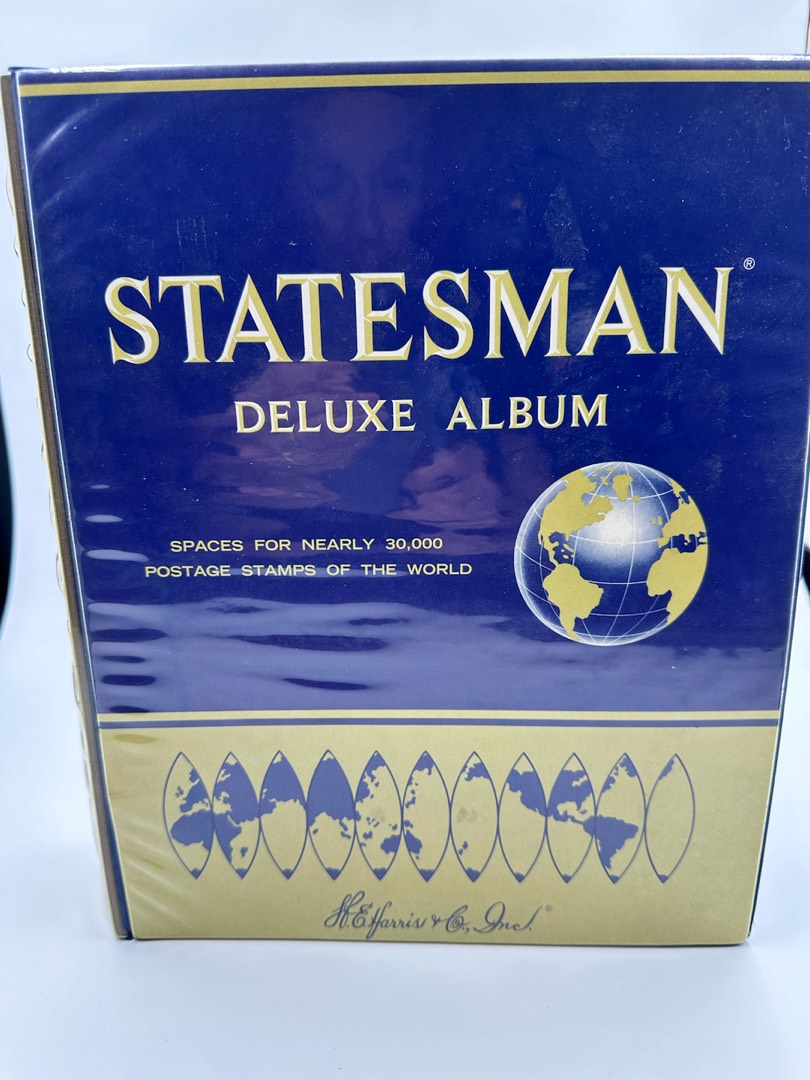 STATESMAN®
DELUXE ALBUM
SPACES FOR NEARLY 30,000
POSTAGE STAMPS OF THE WORLD
H.E. Harris & Co., Inc.®